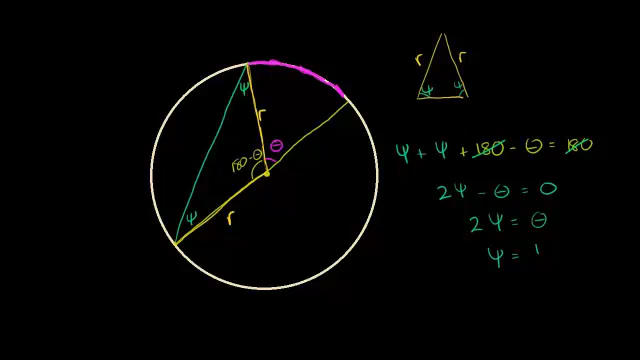 ψ
r
θ
180-θ
ψ
r
r r
ψ ψ
ψ + ψ + 180 - θ = 180
2ψ - θ = 0
2ψ = θ
ψ = 1